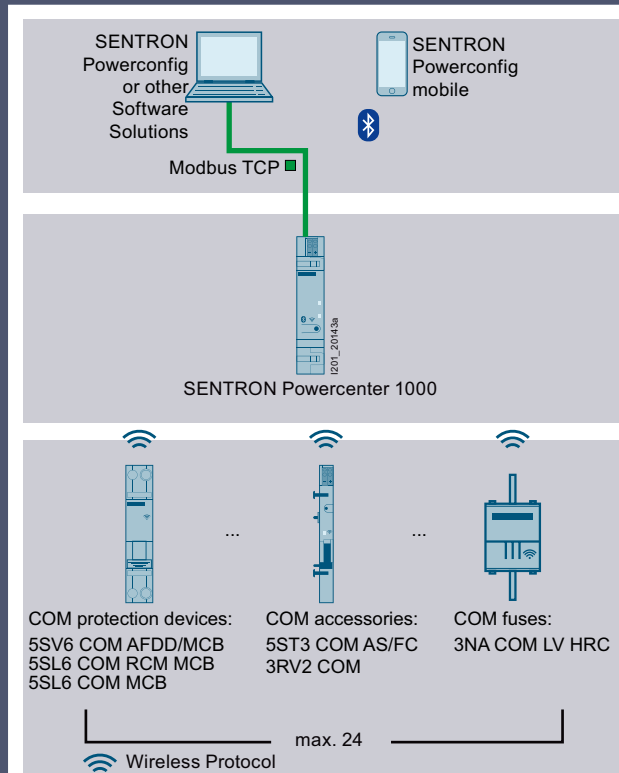 SENTRON
Powerconfig
or other
Software
Solutions
SENTRON
Powerconfig
mobile
Modbus TCP
I201_20143a
SENTRON Powercenter 1000
...
...
COM protection devices:
5SV6 COM AFDD/MCB
5SL6 COM RCM MCB
5SL6 COM MCB
COM accessories:
5ST3 COM AS/FC
3RV2 COM
COM fuses:
3NA COM LV HRC
max. 24
Wireless Protocol